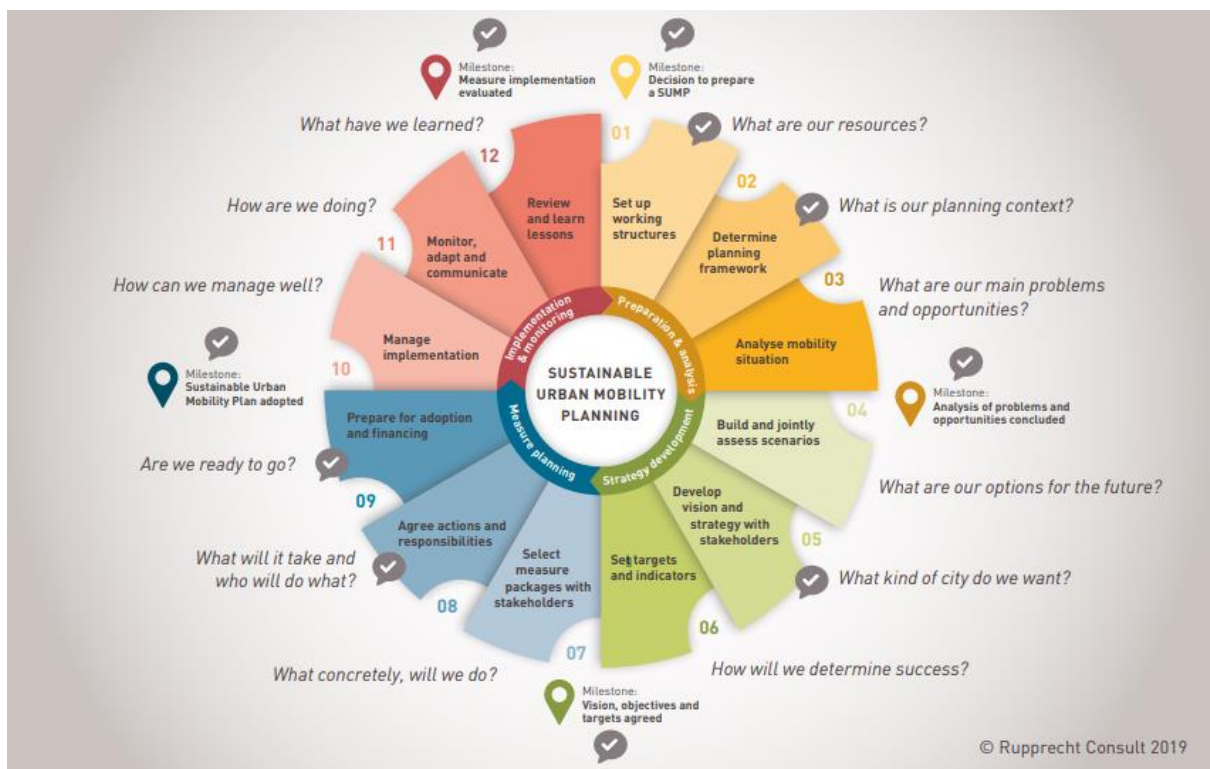 Milestone:
Measure implementation
evaluated
Milestone:
Decision to prepare
a SUMP
What have we learned?
What are our resources?
01
Set up
working
structures
02
What is our planning context?
Determine
planning
framework
03
What are our main problems
and opportunities?
Analyse mobility
situation
Milestone:
Analysis of problems and
opportunities concluded
04
Build and jointly
assess scenarios
What are our options for the future?
05
Develop
vision and
strategy with
stakeholders
What kind of city do we want?
06
Set targets
and indicators
How will we determine success?
Milestone:
Vision, objectives and
targets agreed
07
Select
measure
packages with
stakeholders
What concretely, will we do?
08
Agree actions and
responsibilities
What will it take and
who will do what?
09
Prepare for adoption
and financing
Are we ready to go?
Milestone:
Sustainable Urban
Mobility Plan adopted
10
Manage
implementation
How can we manage well?
11
Monitor,
adapt and
communicate
How are we doing?
12
Review
and learn
lessons
Preparation & analysis
Strategy development
Measure planning
Implementation
& monitoring
SUSTAINABLE
URBAN MOBILITY
PLANNING
© Rupprecht Consult 2019